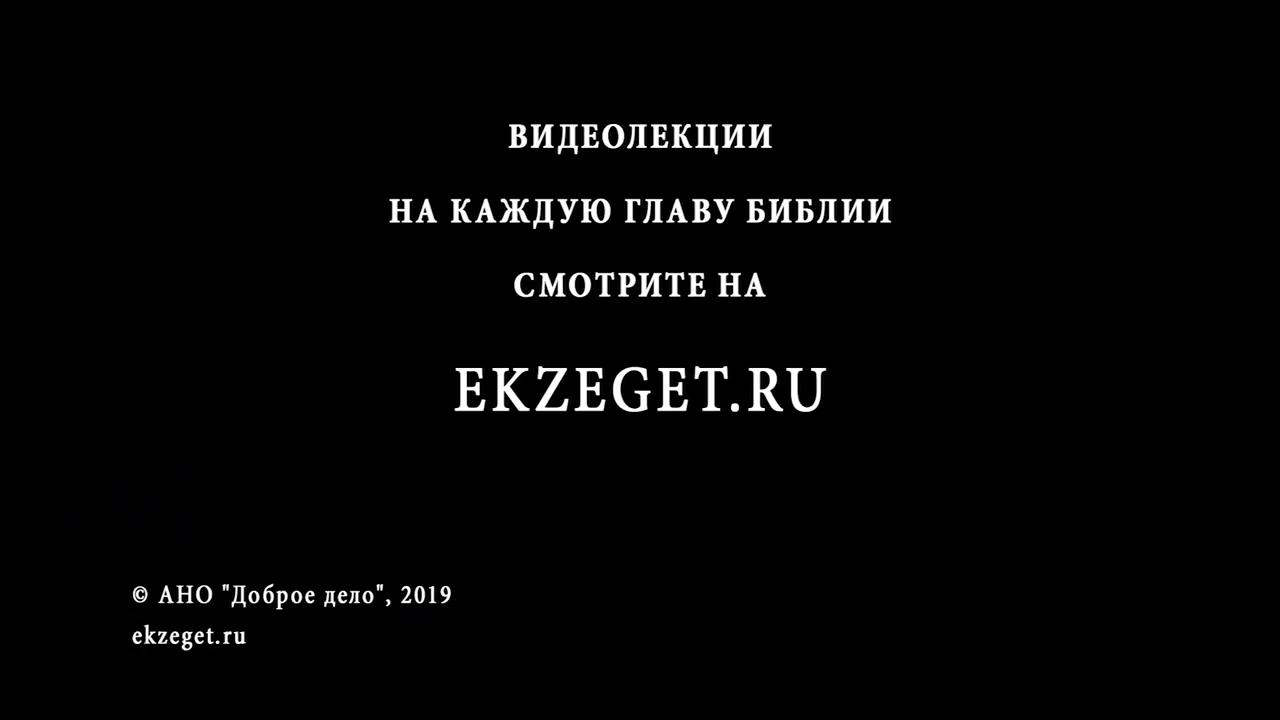 ВИДЕОЛЕКЦИИ
НА КАЖДУЮ ГЛАВУ БИБЛИИ
СМОТРИТЕ НА
EKZEGET.RU
© АНО "Доброе дело", 2019
ekzeget.ru